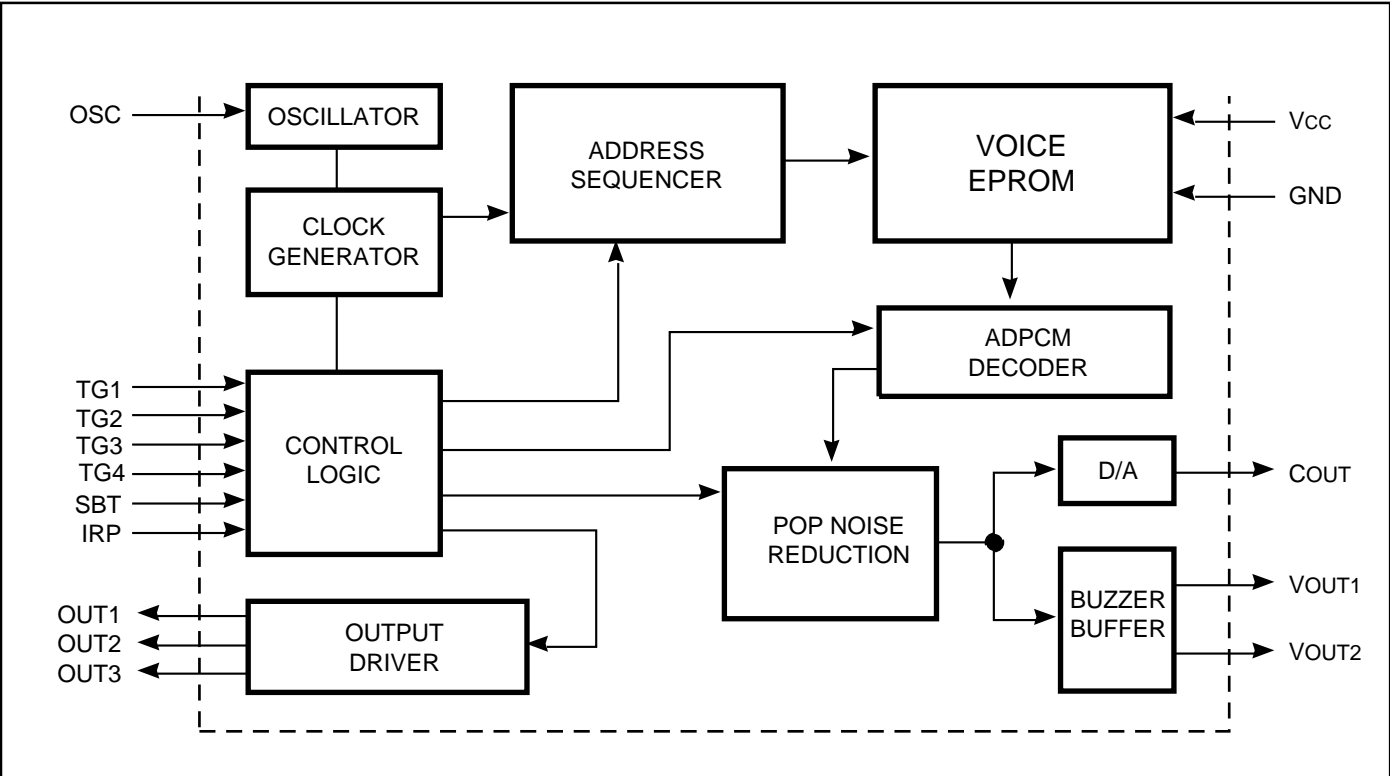 OSC
OSCILLATOR
ADDRESS
SEQUENCER
VOICE
EPROM
VCC
GND
CLOCK
GENERATOR
ADPCM
DECODER
TG1
TG2
TG3
TG4
SBT
IRP
CONTROL
LOGIC
POP NOISE
REDUCTION
D/A
COUT
BUZZER
BUFFER
VOUT1
VOUT2
OUT1
OUT2
OUT3
OUTPUT
DRIVER